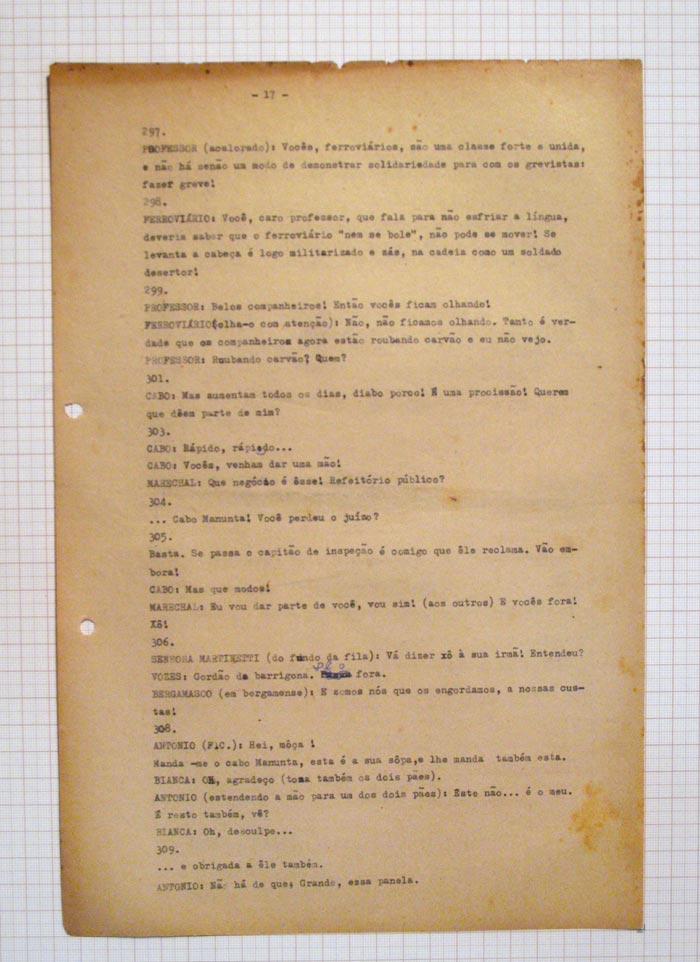 - 17 -
297.
PROFESSOR (acalorado): Vocês, ferroviários, são uma classe forte e unida,
e não há senão um modo de demonstrar solidariedade para com os grevistas:
fazer greve!
298.
FERROVIÁRIO: Você, caro professor, que fala para não esfriar a língua,
deveria saber que o ferroviário "nem se bole", não pode se mover! Se
levanta a cabeça é logo militarizado e zás, na cadeia como um soldado
desertor!
299.
PROFESSOR: Belos companheiros! Então vocês ficam olhando!
FERROVIÁRIO(olha-o com atenção): Não, não ficamos olhando. Tanto é ver-
dade que os companheiros agora estão roubando carvão e eu não vejo.
PROFESSOR: Roubando carvão? Quem?
301.
CABO: Mas aumentam todos os dias, diabo porco! É uma procissão! Querem
que dêem parte de mim?
303.
CABO: Rápido, rápido...
CABO: Vocês, venham dar uma mão!
MARECHAL: Que negócio é êsse! Refeitório público?
304.
... Cabo Manunta! Você perdeu o juízo?
305.
Basta. Se passa o capitão de inspeção é comigo que êle reclama. Vão em-
bora!
CABO: Mas que modos!
MARECHAL: Eu vou dar parte de você, vou sim! (aos outros) E vocês fora!
Xô!
306.
SENHORA MARTINETTI (do fundo da fila): Vá dizer xô à sua irmã! Entendeu?
VOZES: Gordão da barrigona. fora.
BERGAMASCO (em bergamense): E somos nós que os engordamos, a nossas cus-
tas!
308.
ANTONIO (F.C.): Hei, môça !
Manda -me o cabo Manunta, esta é a sua sôpa,e lhe manda também esta.
BIANCA: Oh, agradeço (toma também os dois pães).
ANTONIO (estendendo a mão para um dos dois pães): Êste não... é o meu.
É resto também, vê?
BIANCA: Oh, desculpe...
309.
... e obrigada a êle também.
ANTONIO: Não há de que; Grande, essa panela.